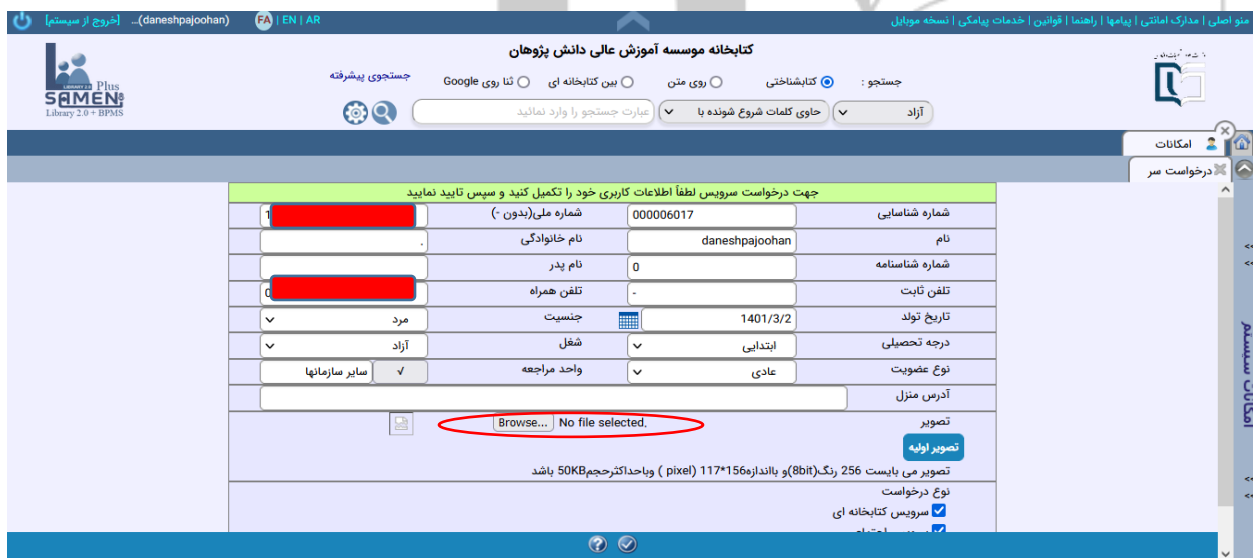 منو اصلی | مدارک امانتی | پیامها | راهنما | قوانین | خدمات پیامکی | نسخه موبایل
FA | EN | AR
(daneshpajoohan)... [خروج از سیستم]
کتابخانه موسسه آموزش عالی دانش پژوهان
جستجو : کتابشناختی روی متن بین کتابخانه ای ثنا روی Google جستجوی پیشرفته
آزاد حاوی کلمات شروع شونده با عبارت جستجو را وارد نمائید
LIBRARY 2.0 Plus
SAMEN
Library 2.0 + BPMS
امکانات
درخواست سر
جهت درخواست سرویس لطفاً اطلاعات کاربری خود را تکمیل کنید و سپس تایید نمایید
شماره شناسایی 000006017 شماره ملی(بدون -) 1
نام daneshpajoohan نام خانوادگی .
شماره شناسنامه 0 نام پدر
تلفن ثابت - تلفن همراه 0
تاریخ تولد 1401/3/2 جنسیت مرد
درجه تحصیلی ابتدایی شغل آزاد
نوع عضویت عادی واحد مراجعه √ سایر سازمانها
آدرس منزل
تصویر Browse... No file selected.
تصویر اولیه
تصویر می بایست 256 رنگ(8bit)و بااندازه156*117 (pixel ) وباحداکثرحجم50KB باشد
نوع درخواست
سرویس کتابخانه ای
امکانات سیستم